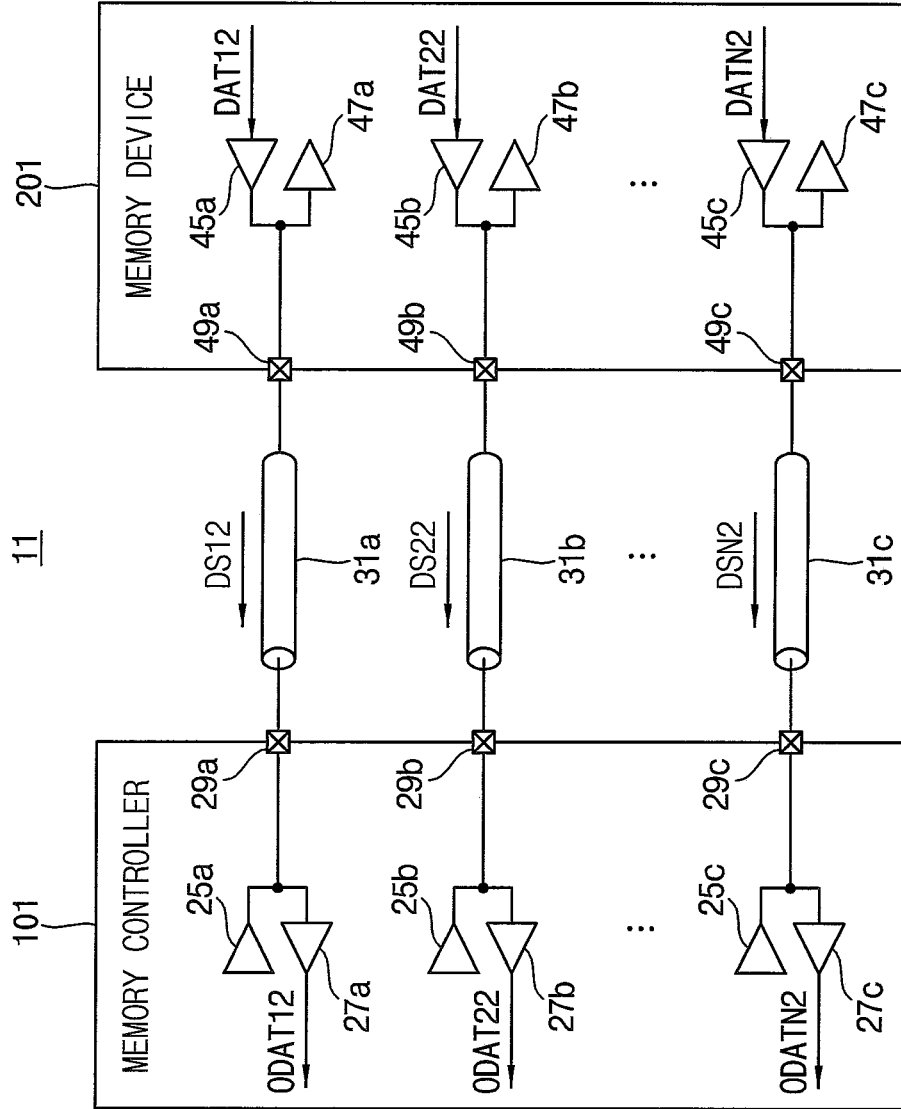 11
101
201
MEMORY CONTROLLER
MEMORY DEVICE
25a
29a
DS12
49a
45a
DAT12
ODAT12
27a
31a
47a
25b
29b
DS22
49b
45b
DAT22
ODAT22
27b
31b
47b
...
...
...
25c
29c
DSN2
49c
45c
DATN2
ODATN2
27c
31c
47c